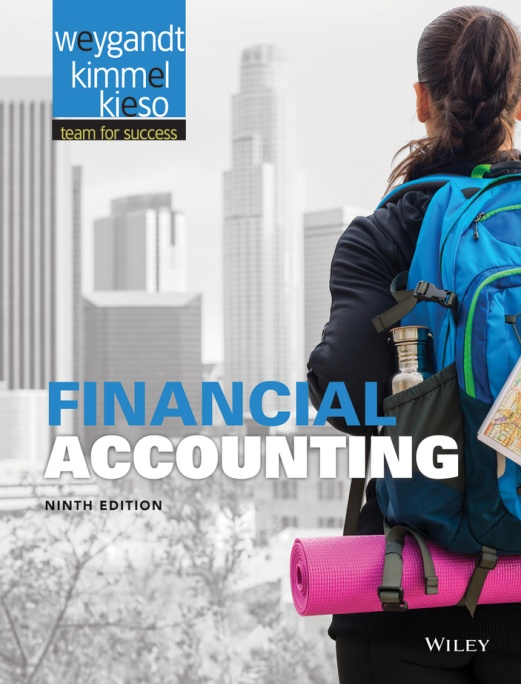 weygandt
kimmel
kieso
team for success
FINANCIAL
ACCOUNTING
NINTH EDITION
WILEY